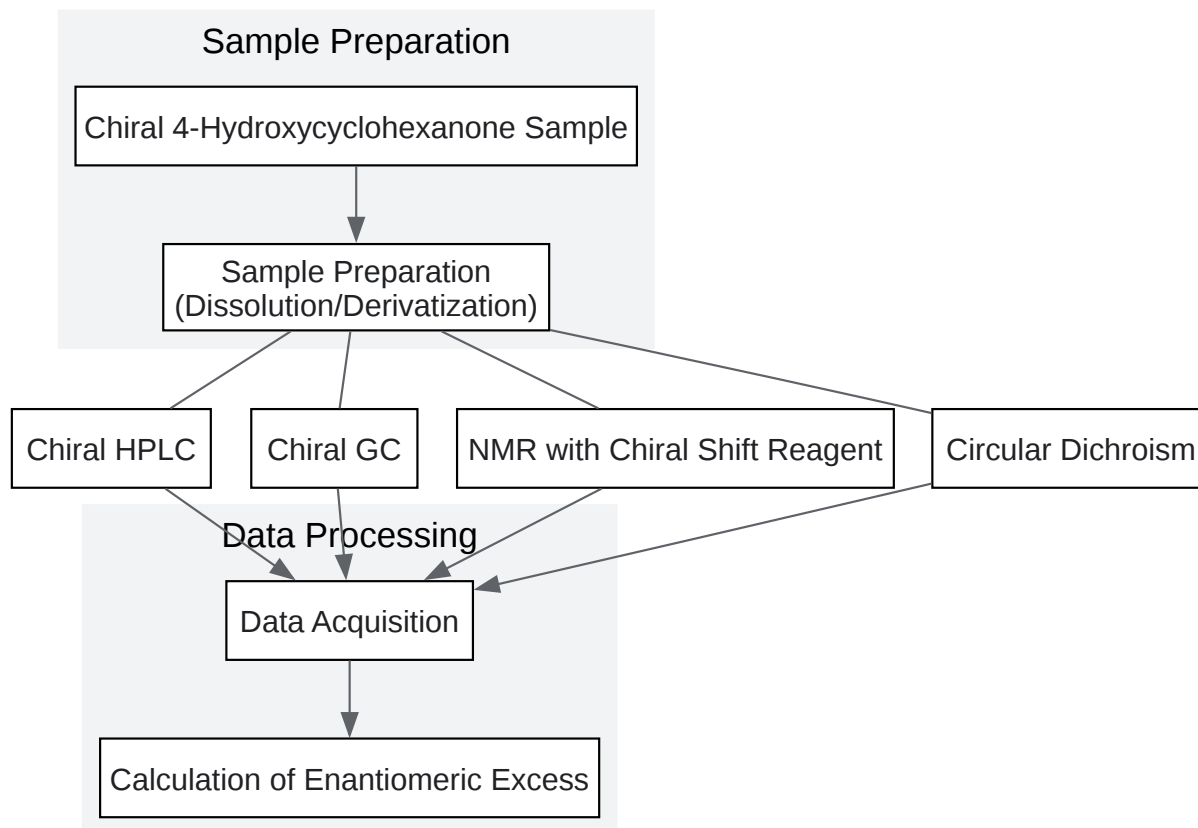 Sample Preparation
Chiral 4-Hydroxycyclohexanone Sample
Sample Preparation
(Dissolution/Derivatization)
Chiral HPLC
Chiral GC
NMR with Chiral Shift Reagent
Circular Dichroism
Data Processing
Data Acquisition
Calculation of Enantiomeric Excess